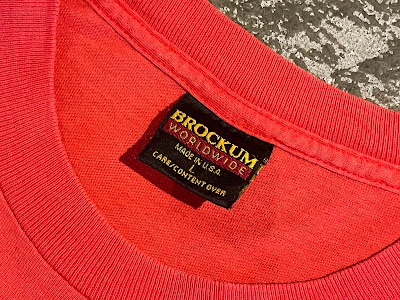 BROCKUM
WORLDWIDE
MADE IN U.S.A.
L
CARE/CONTENT OVER